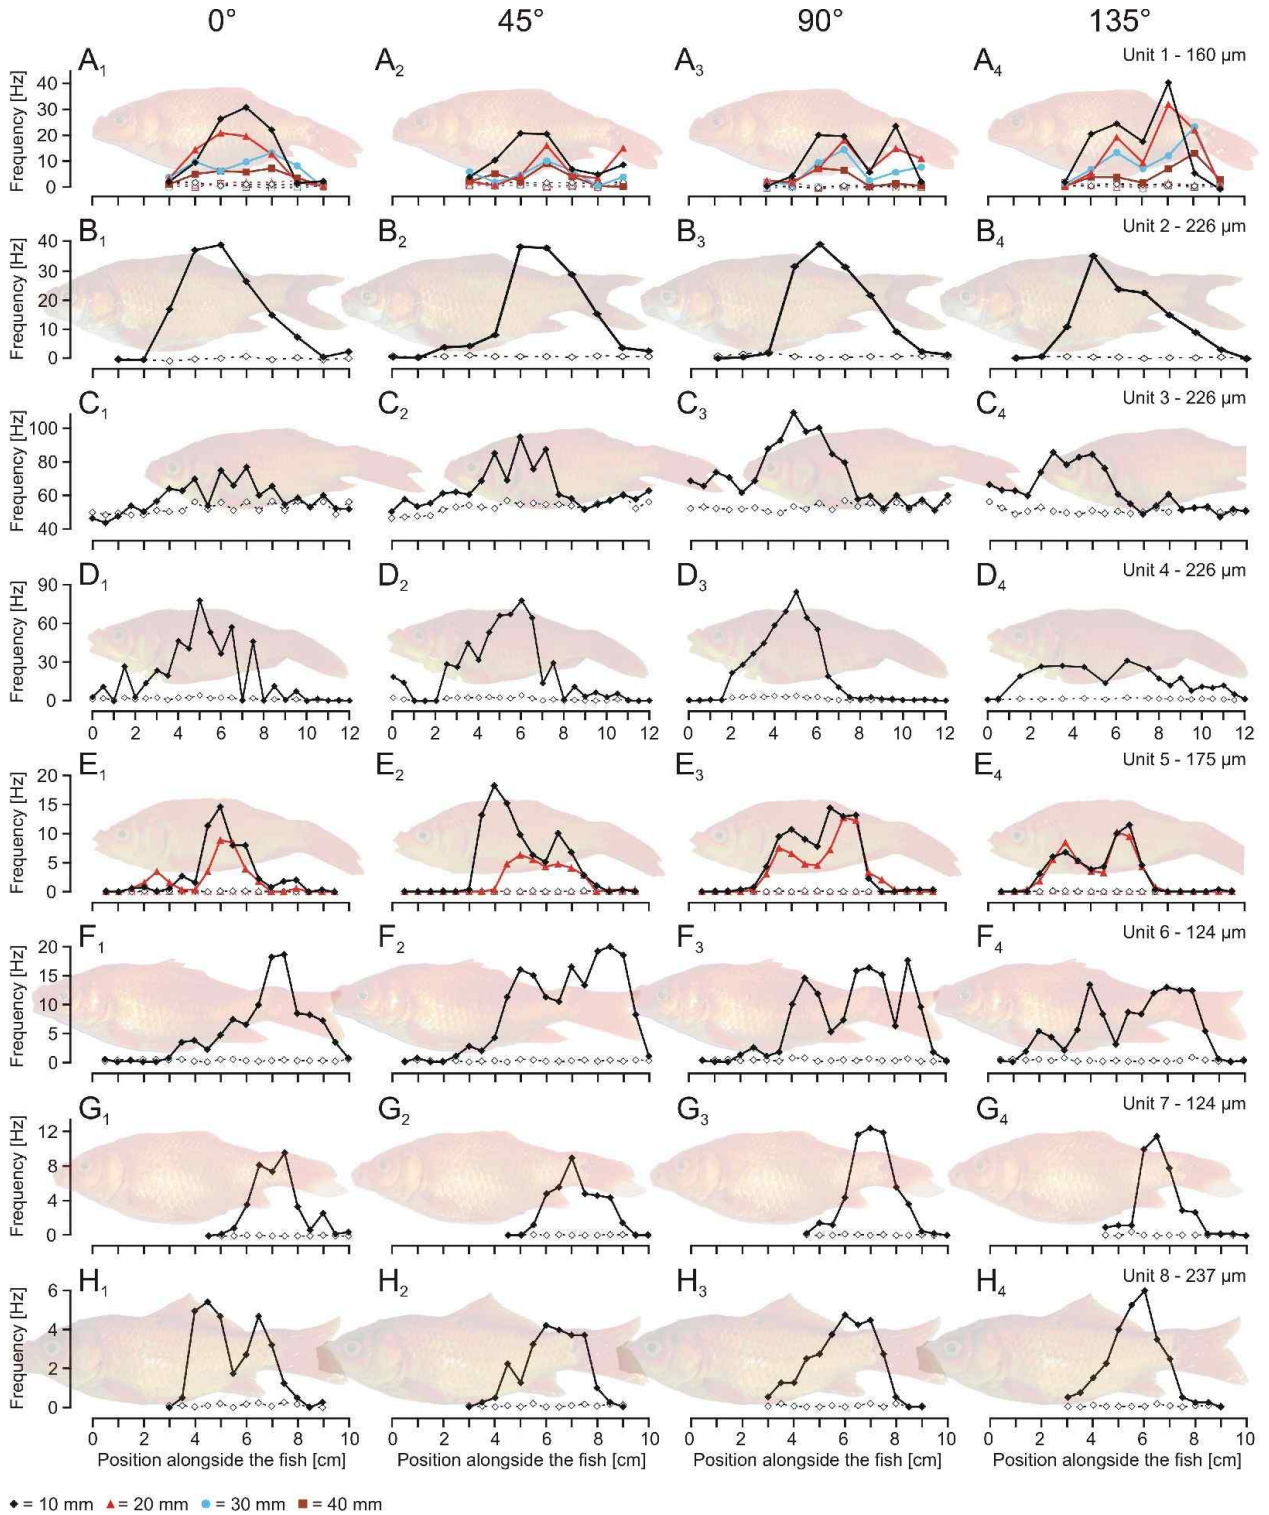 0° 45° 90° 135°
A1 A2 A3 A4 Unit 1 - 160 µm
Frequency [Hz]
40
30
20
10
0
B1 B2 B3 B4 Unit 2 - 226 µm
Frequency [Hz]
40
30
20
10
0
C1 C2 C3 C4 Unit 3 - 226 µm
Frequency [Hz]
100
80
60
40
D1 D2 D3 D4 Unit 4 - 226 µm
Frequency [Hz]
90
60
30
0
0 2 4 6 8 10 12 0 2 4 6 8 10 12 0 2 4 6 8 10 12 0 2 4 6 8 10 12
E1 E2 E3 E4 Unit 5 - 175 µm
Frequency [Hz]
20
15
10
5
0
F1 F2 F3 F4 Unit 6 - 124 µm
Frequency [Hz]
20
15
10
5
0
G1 G2 G3 G4 Unit 7 - 124 µm
Frequency [Hz]
12
8
4
0
H1 H2 H3 H4 Unit 8 - 237 µm
Frequency [Hz]
6
4
2
0
0 2 4 6 8 10 0 2 4 6 8 10 0 2 4 6 8 10 0 2 4 6 8 10
Position alongside the fish [cm] Position alongside the fish [cm] Position alongside the fish [cm] Position alongside the fish [cm]
= 10 mm = 20 mm = 30 mm = 40 mm